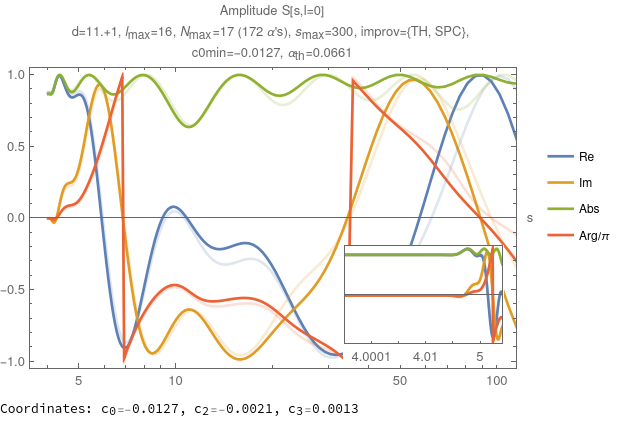 Amplitude S[s,l=0]
d=11.+1, lmax=16, Nmax=17 (172 α's), smax=300, improv={TH, SPC},
c0min=-0.0127, αth=0.0661
1.0
0.5
0.0
-0.5
-1.0
5
10
50
100
s
Re
Im
Abs
Arg/π
4.0001
4.01
5
Coordinates: c0=-0.0127, c2=-0.0021, c3=0.0013